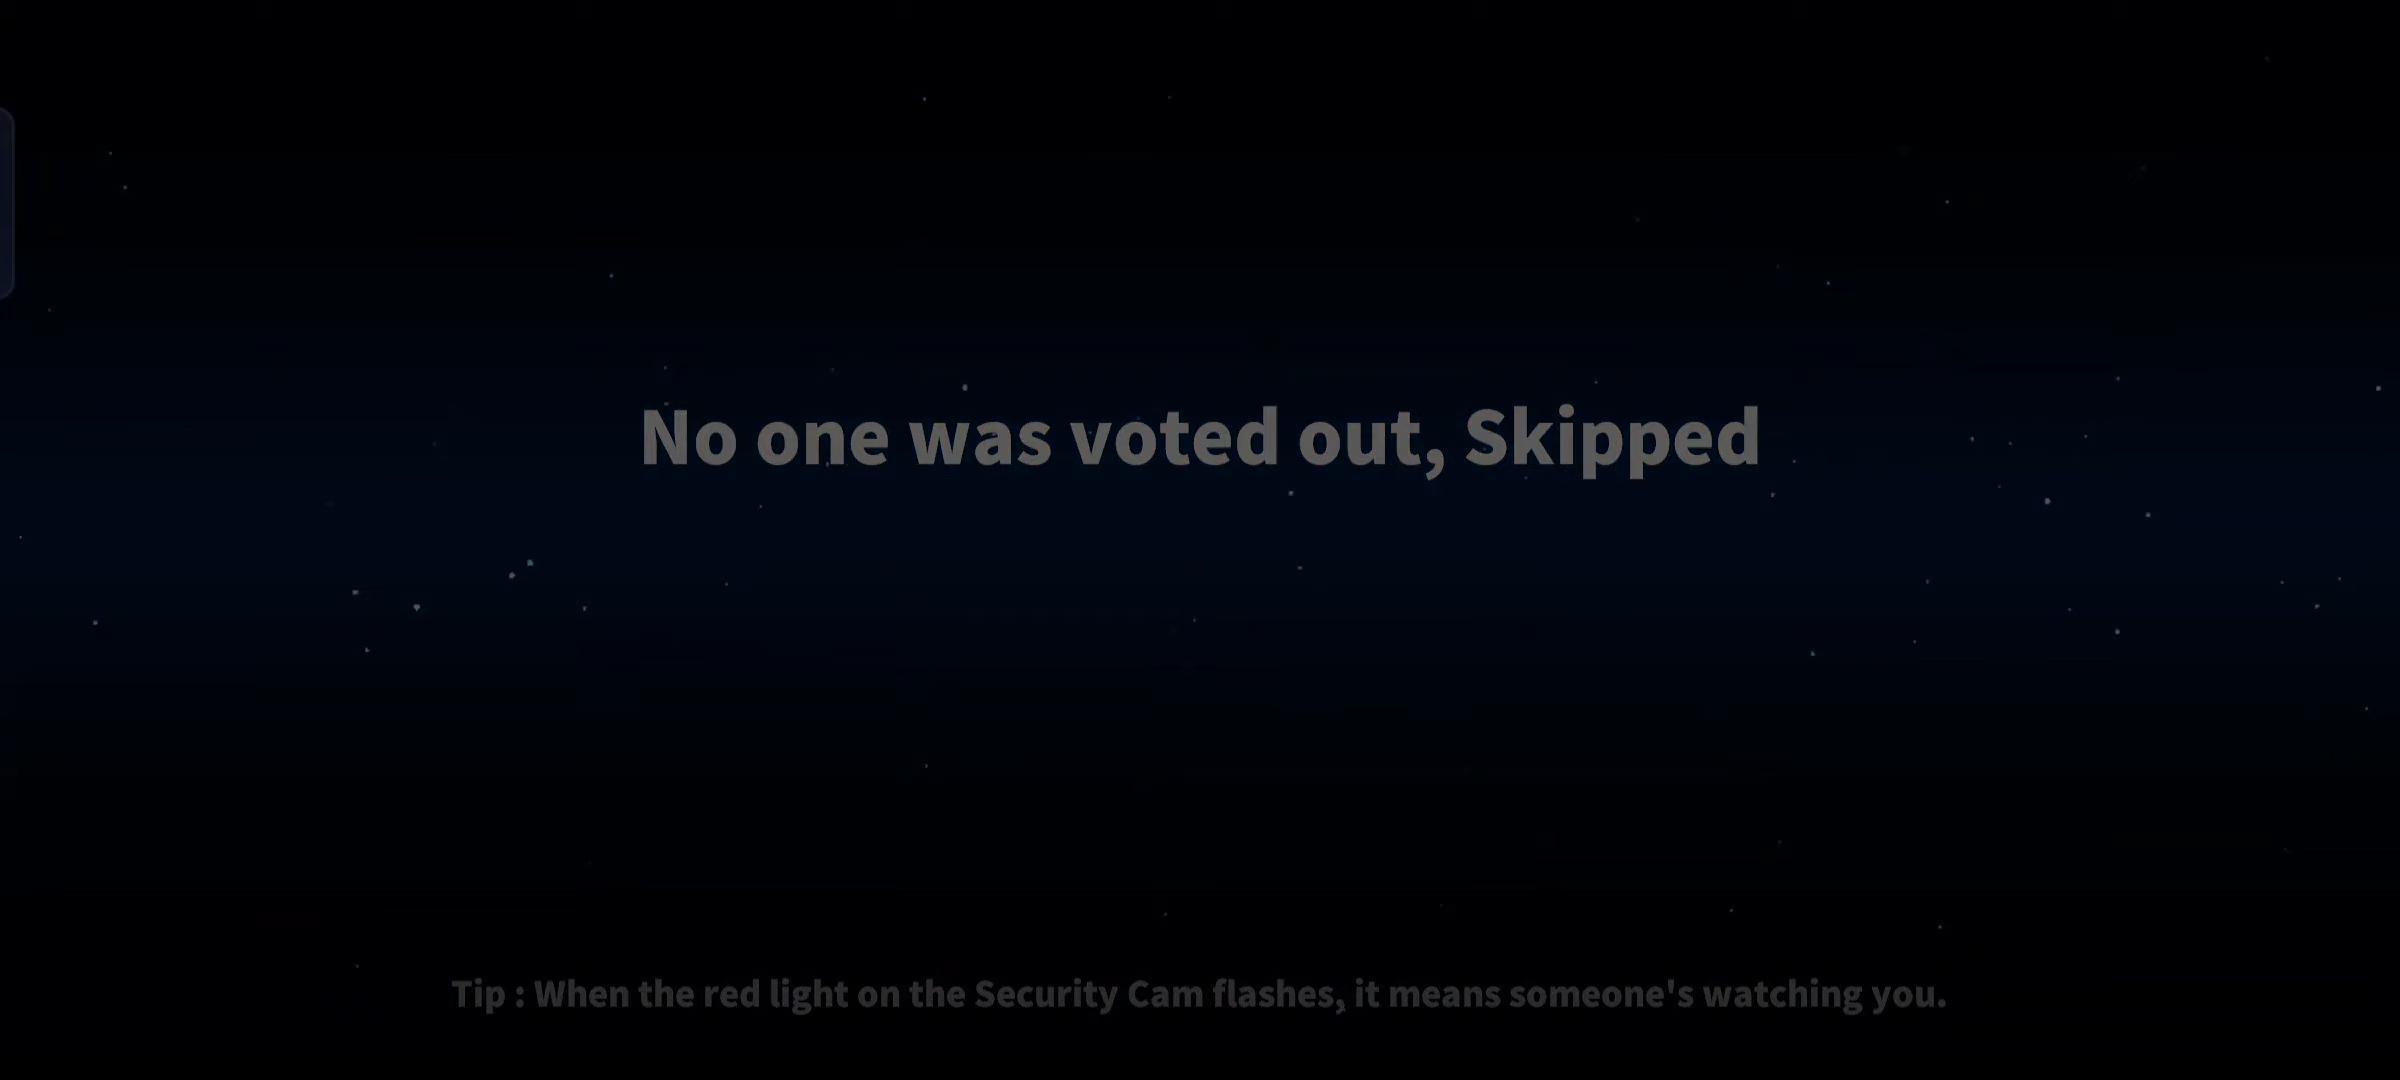 No one was voted out, Skipped
Tip : When the red light on the Security Cam flashes, it means someone's watching you.